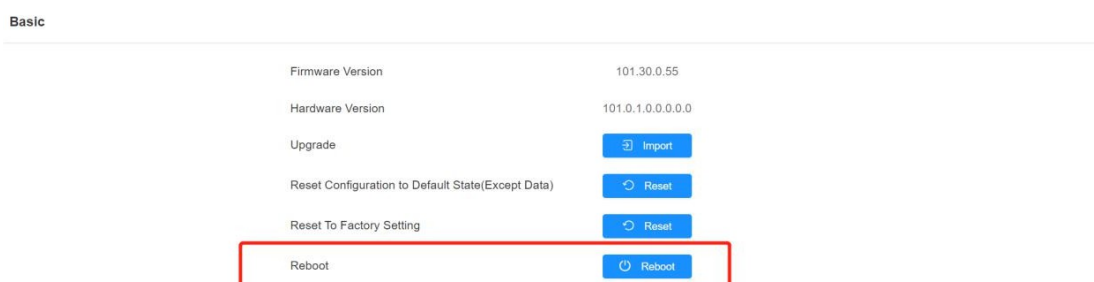 Basic
Firmware Version 101.30.0.55
Hardware Version 101.0.1.0.0.0.0.0
Upgrade Import
Reset Configuration to Default State(Except Data) Reset
Reset To Factory Setting Reset
Reboot Reboot